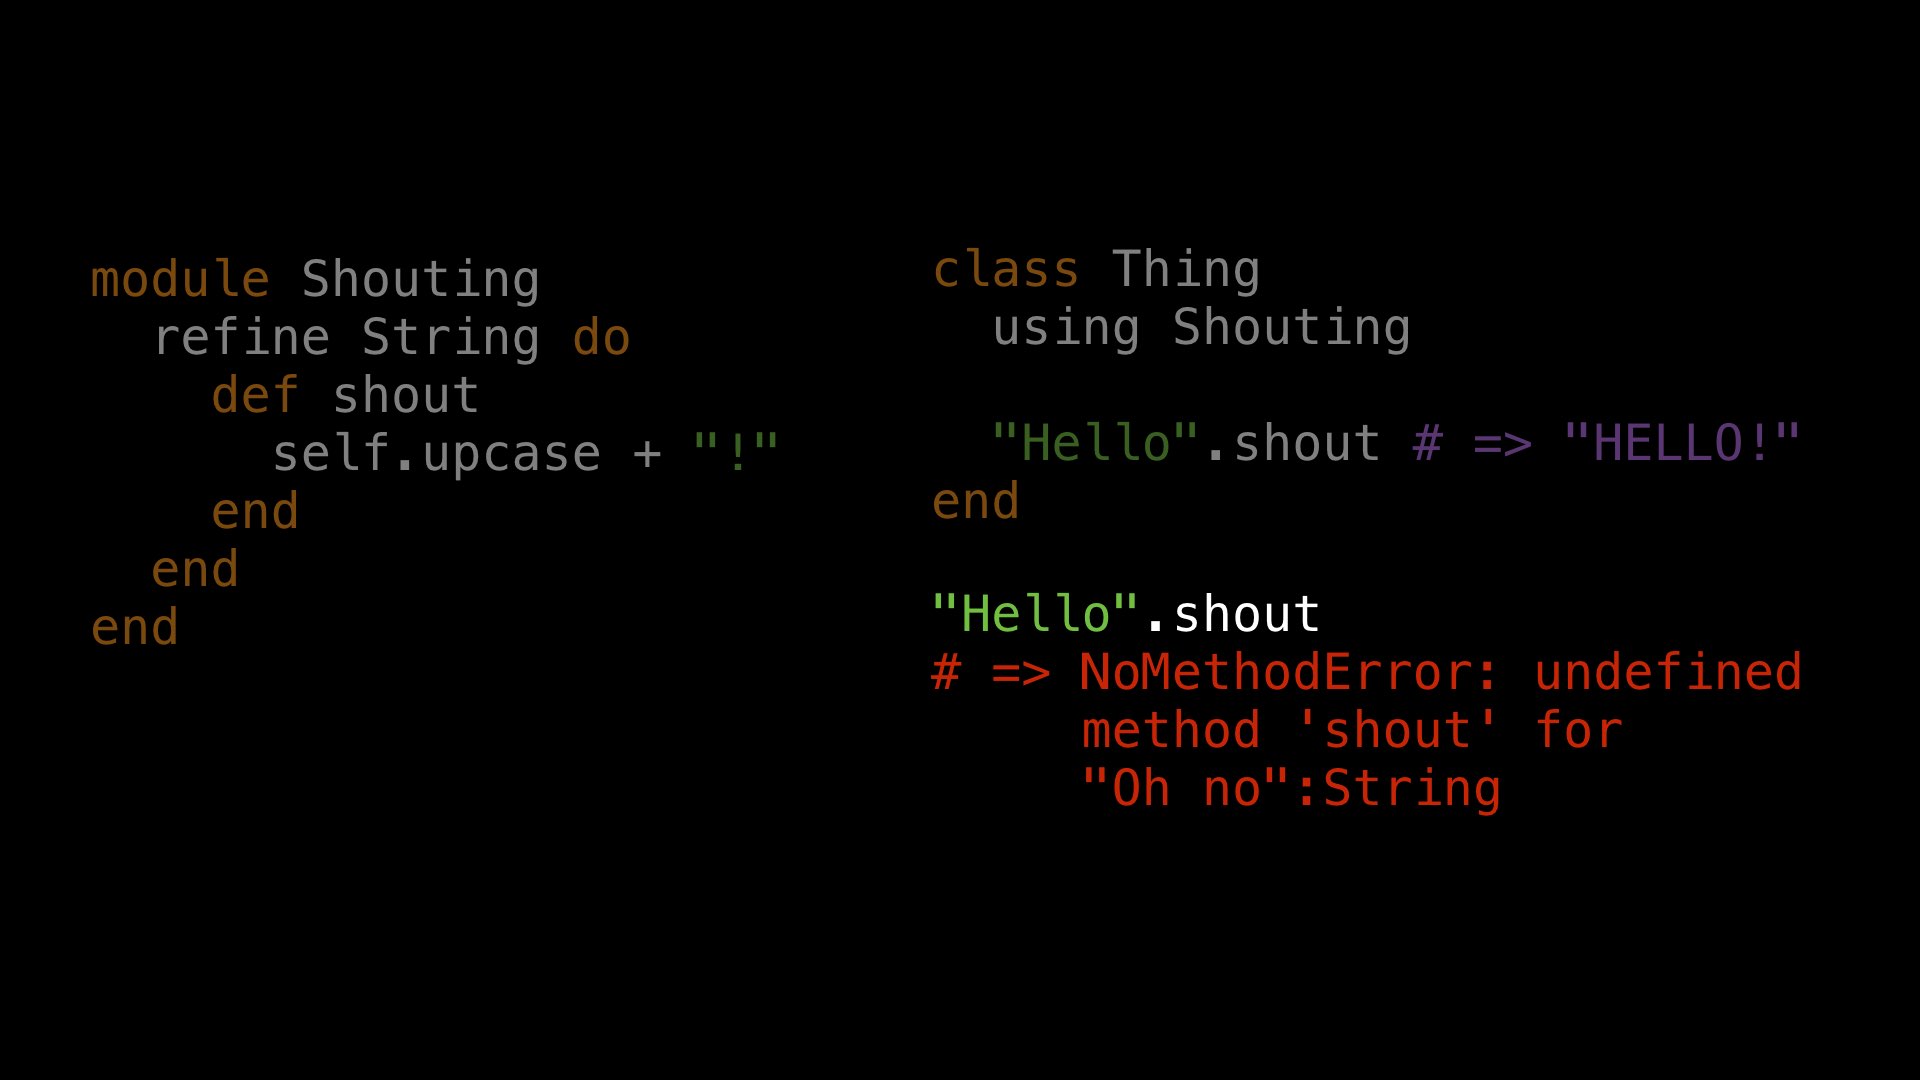 module Shouting
  refine String do
    def shout
      self.upcase + "!"
    end
  end
end
class Thing
  using Shouting
  "Hello".shout # => "HELLO!"
end
"Hello".shout
# => NoMethodError: undefined
     method 'shout' for
     "Oh no":String